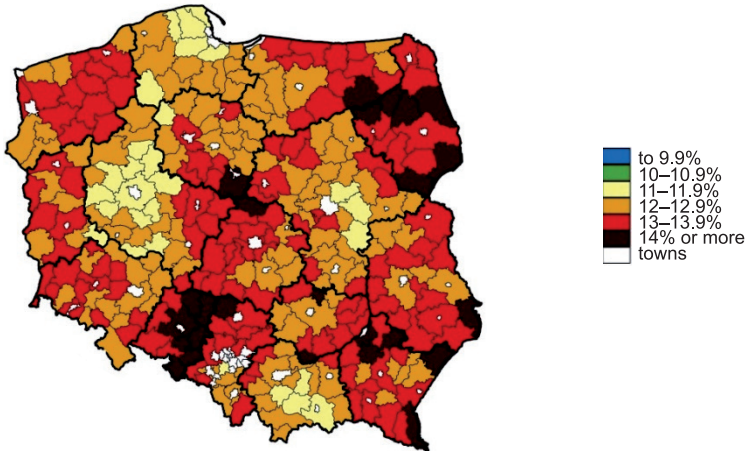 to 9.9%
10–10.9%
11–11.9%
12–12.9%
13–13.9%
14% or more
towns